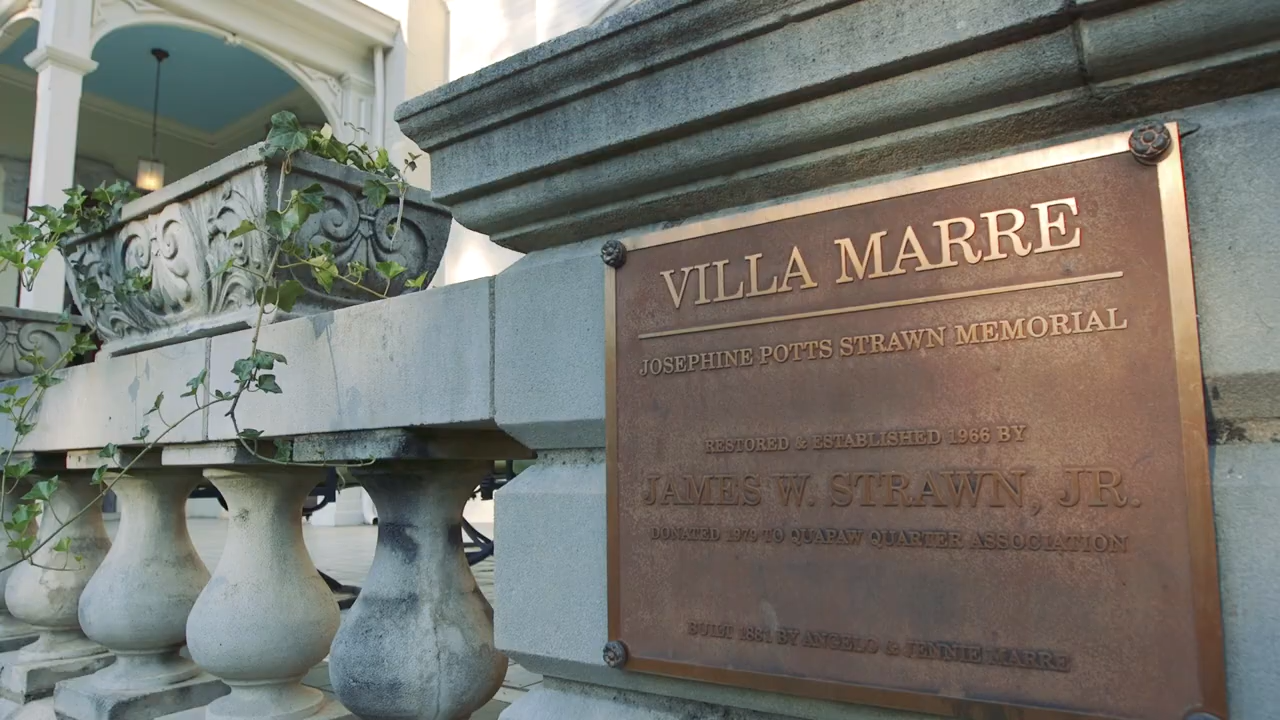 VILLA MARRE
JOSEPHINE POTTS STRAWN MEMORIAL
RESTORED & ESTABLISHED 1966 BY
JAMES W. STRAWN, JR.
DONATED 1979 TO QUAPAW QUARTER ASSOCIATION
BUILT 1881 BY ANGELO & JENNIE MARRE